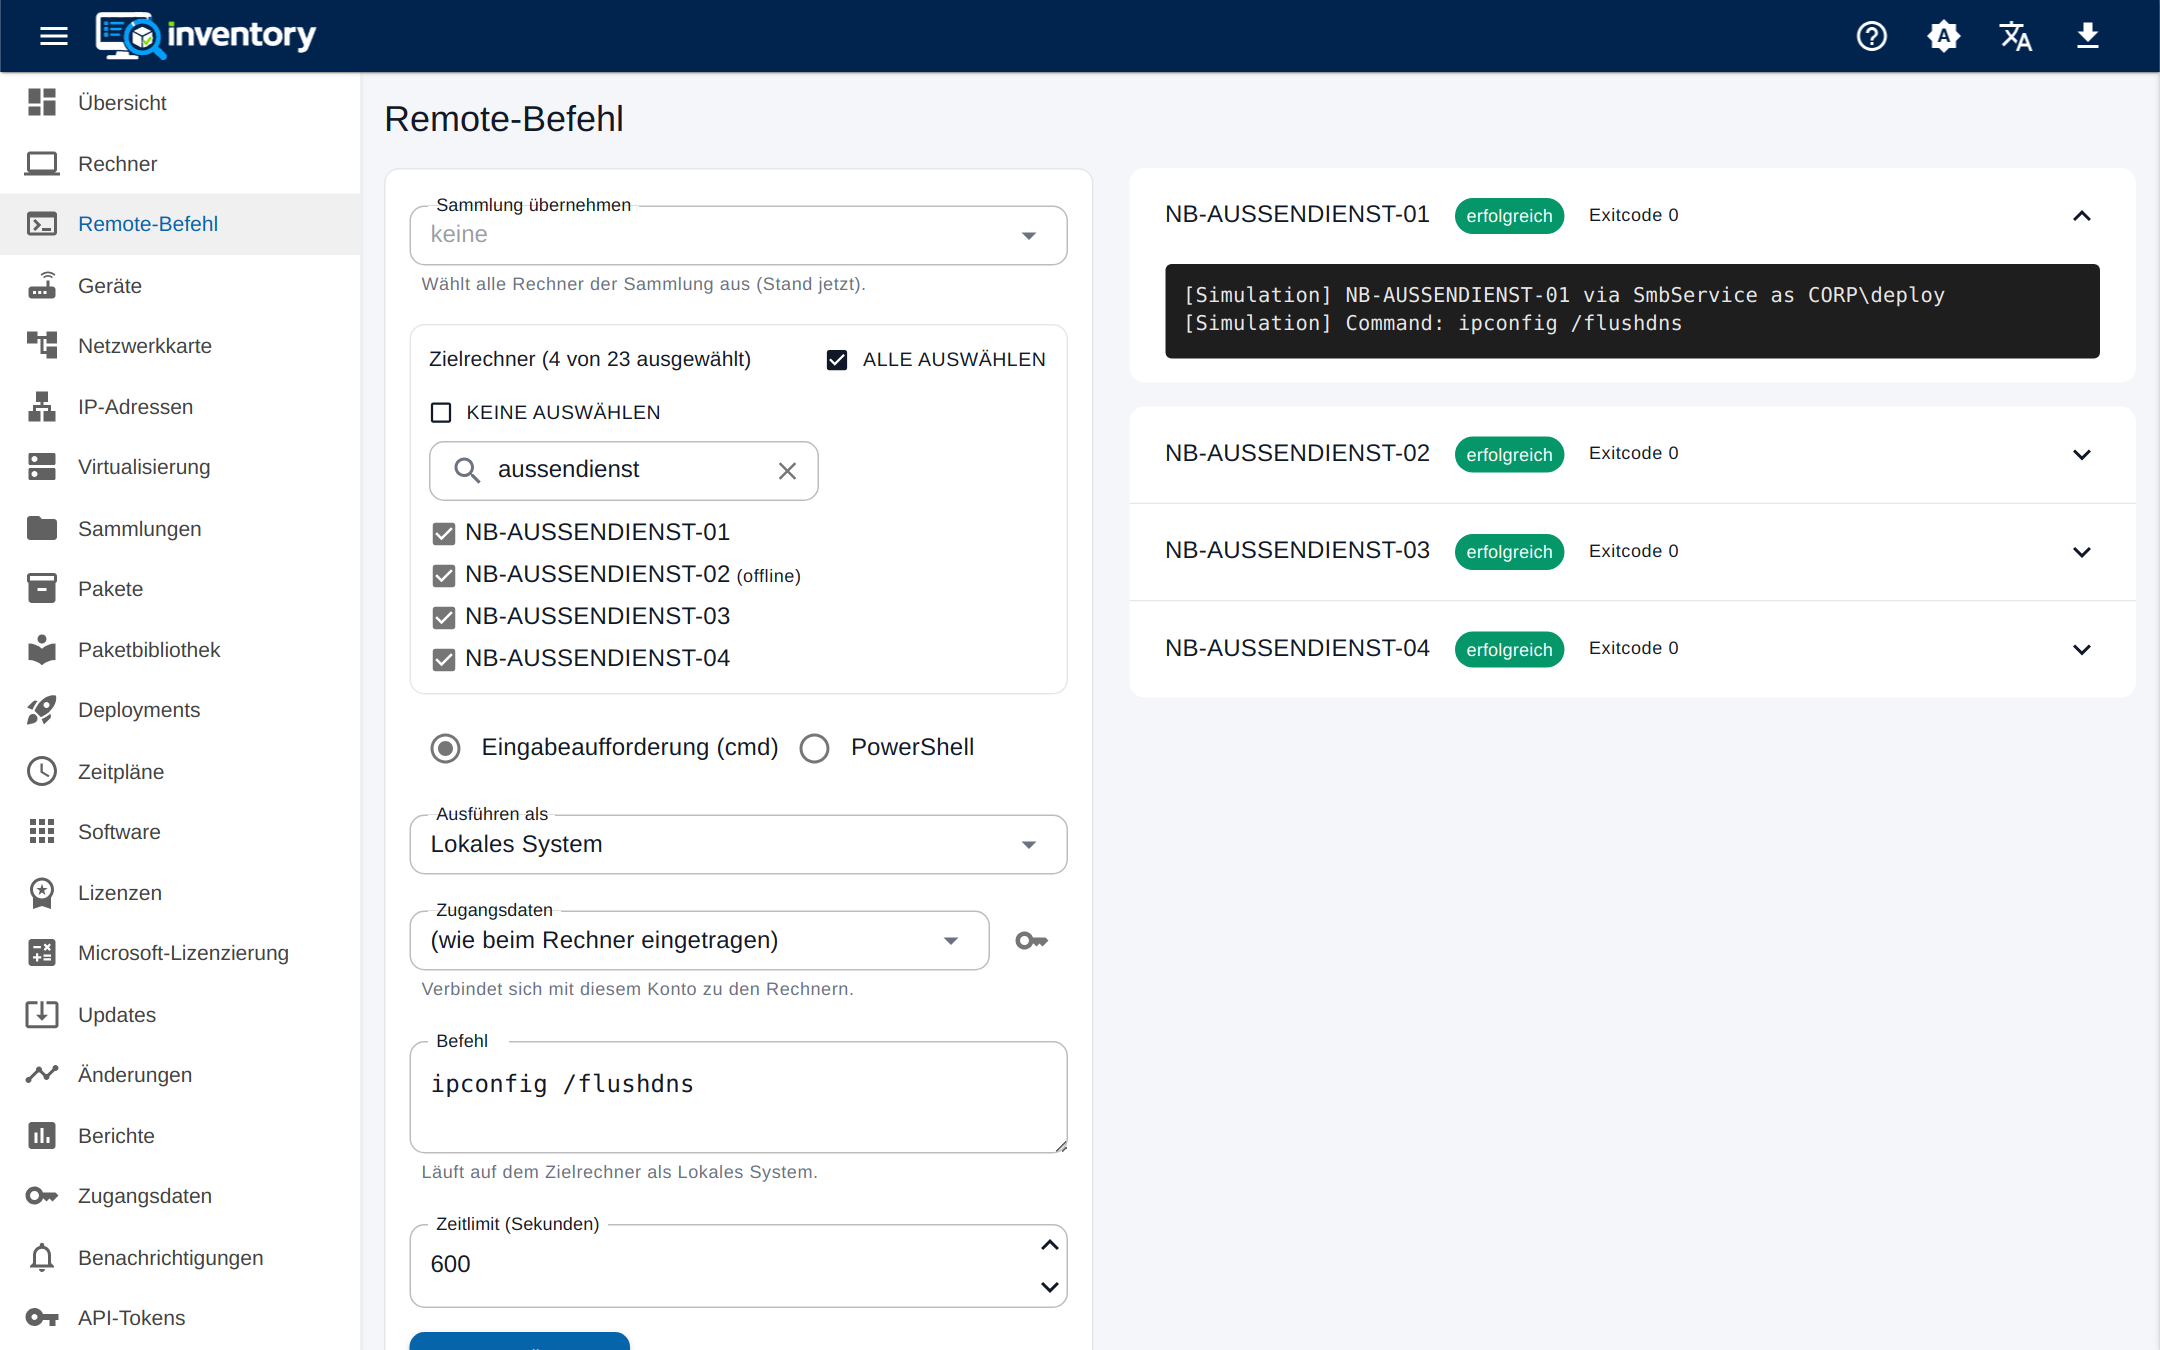 inventory
Übersicht
Rechner
Remote-Befehl
Geräte
Netzwerkkarte
IP-Adressen
Virtualisierung
Sammlungen
Pakete
Paketbibliothek
Deployments
Zeitpläne
Software
Lizenzen
Microsoft-Lizenzierung
Updates
Änderungen
Berichte
Zugangsdaten
Benachrichtigungen
API-Tokens
Remote-Befehl
Sammlung übernehmen
keine
Wählt alle Rechner der Sammlung aus (Stand jetzt).
Zielrechner (4 von 23 ausgewählt)
ALLE AUSWÄHLEN
KEINE AUSWÄHLEN
aussendienst
NB-AUSSENDIENST-01
NB-AUSSENDIENST-02 (offline)
NB-AUSSENDIENST-03
NB-AUSSENDIENST-04
Eingabeaufforderung (cmd)
PowerShell
Ausführen als
Lokales System
Zugangsdaten
(wie beim Rechner eingetragen)
Verbindet sich mit diesem Konto zu den Rechnern.
Befehl
ipconfig /flushdns
Läuft auf dem Zielrechner als Lokales System.
Zeitlimit (Sekunden)
600
NB-AUSSENDIENST-01 erfolgreich Exitcode 0
[Simulation] NB-AUSSENDIENST-01 via SmbService as CORP\deploy
[Simulation] Command: ipconfig /flushdns
NB-AUSSENDIENST-02 erfolgreich Exitcode 0
NB-AUSSENDIENST-03 erfolgreich Exitcode 0
NB-AUSSENDIENST-04 erfolgreich Exitcode 0